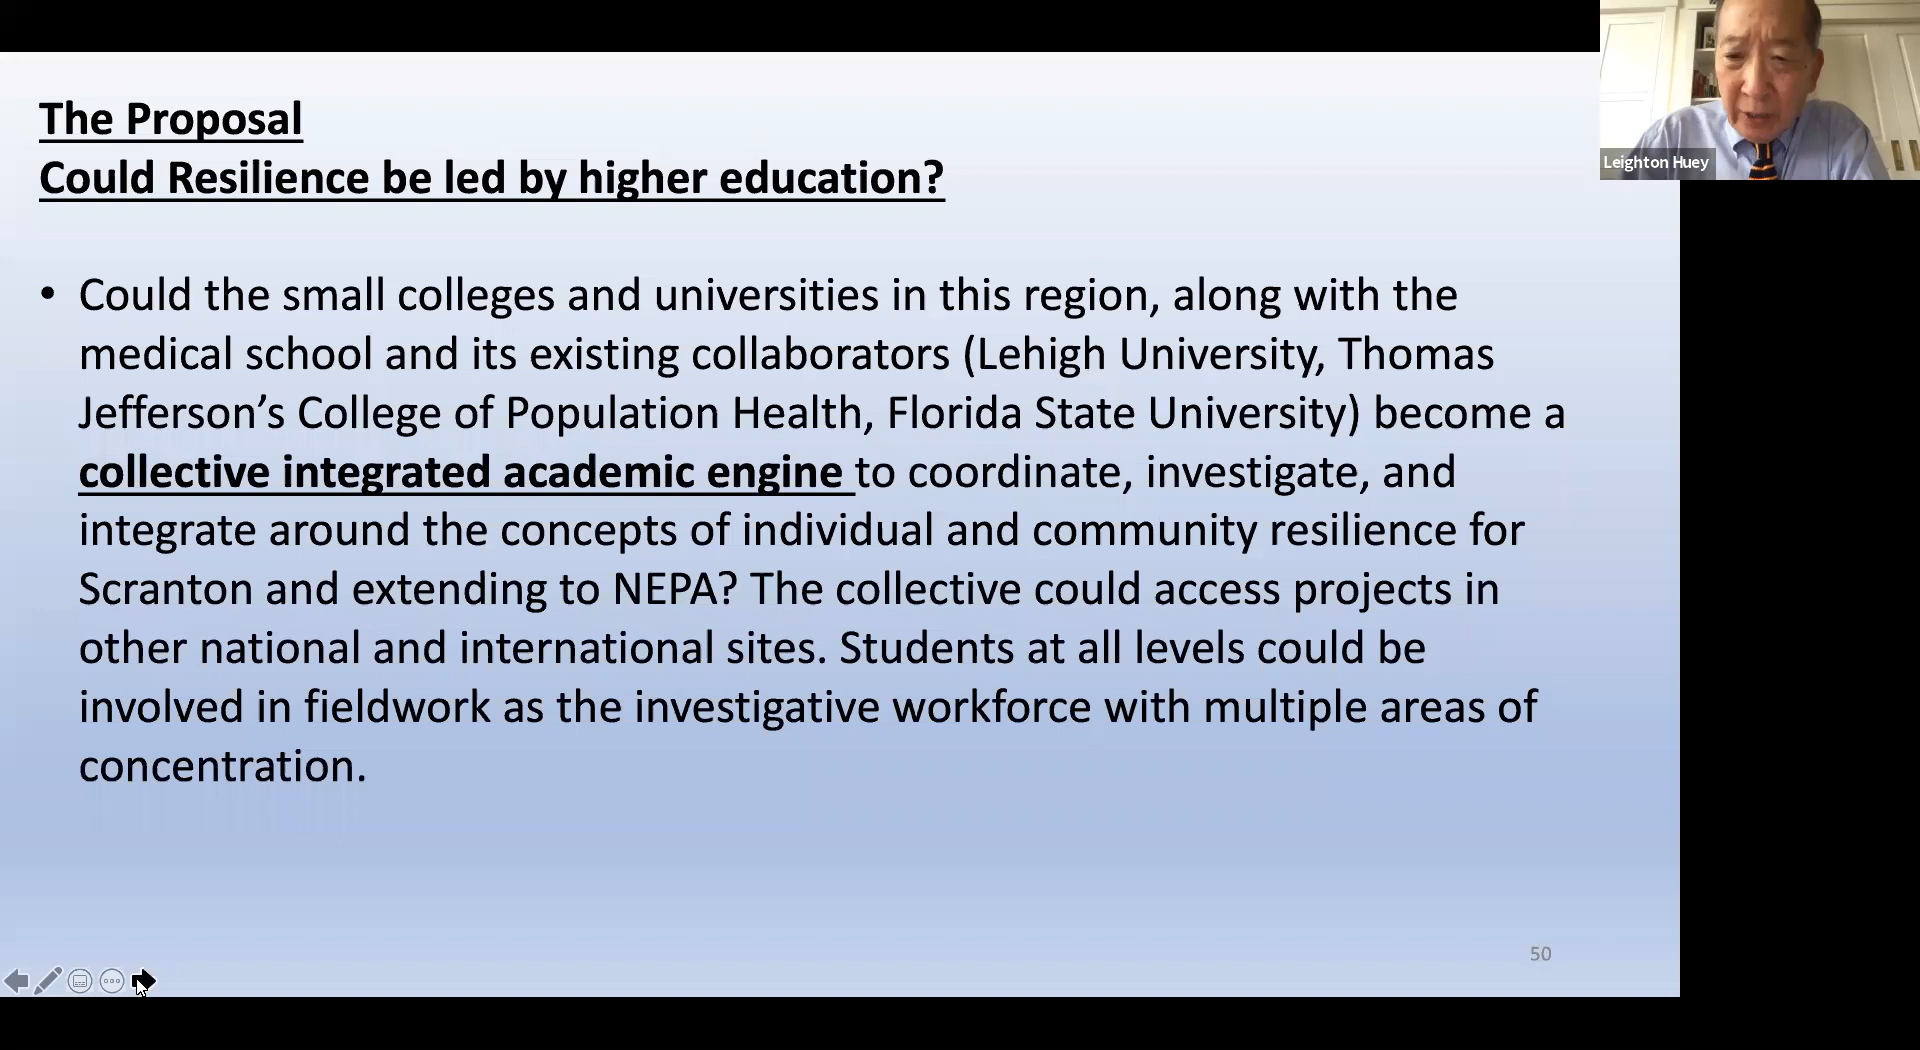 The Proposal
Could Resilience be led by higher education?
• Could the small colleges and universities in this region, along with the
medical school and its existing collaborators (Lehigh University, Thomas
Jefferson’s College of Population Health, Florida State University) become a
collective integrated academic engine to coordinate, investigate, and
integrate around the concepts of individual and community resilience for
Scranton and extending to NEPA? The collective could access projects in
other national and international sites. Students at all levels could be
involved in fieldwork as the investigative workforce with multiple areas of
concentration.
50
Leighton Huey